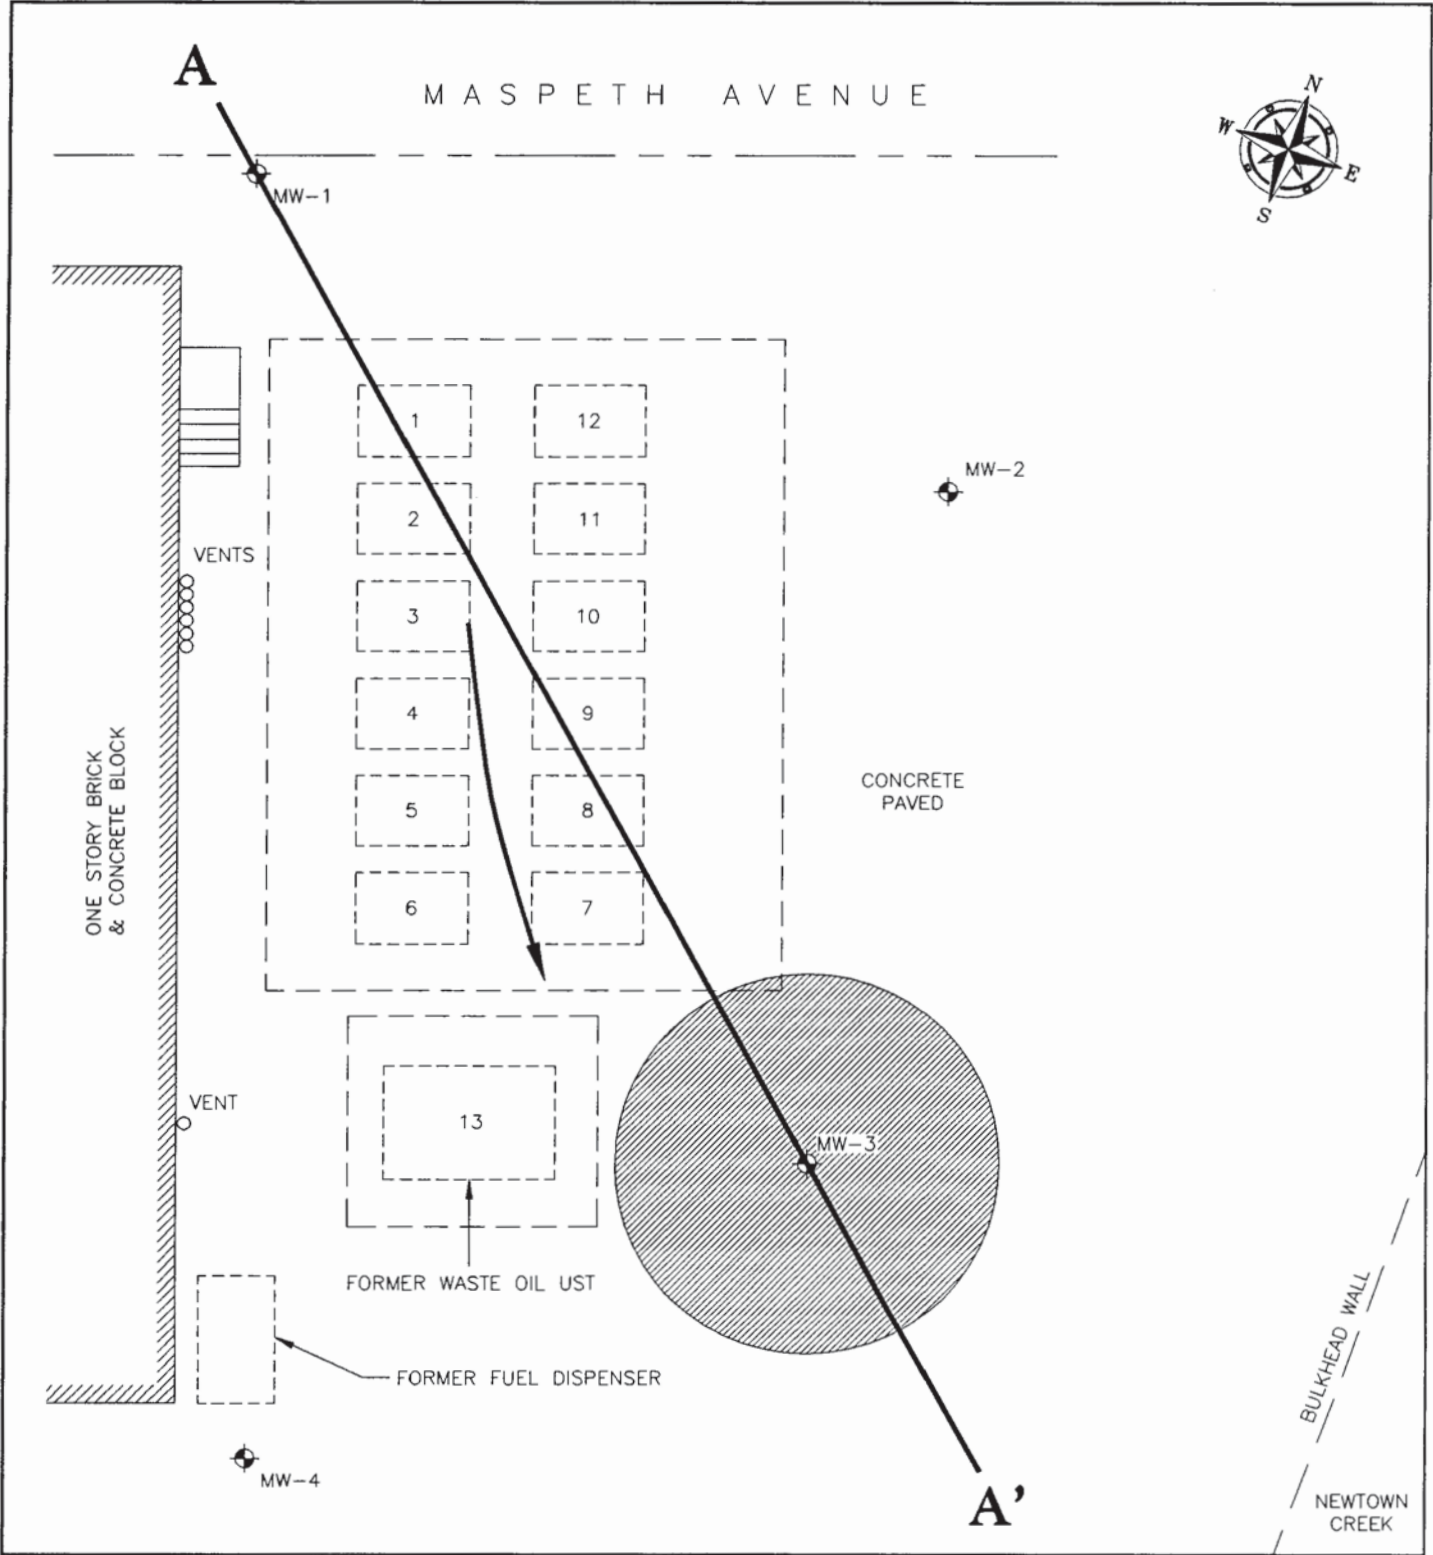 A
MASPETH AVENUE
N
W
E
S
MW-1
1
12
MW-2
2
11
VENTS
3
10
4
9
ONE STORY BRICK
& CONCRETE BLOCK
CONCRETE
PAVED
5
8
6
7
VENT
13
MW-3
FORMER WASTE OIL UST
BULKHEAD WALL
FORMER FUEL DISPENSER
MW-4
A'
NEWTOWN
CREEK